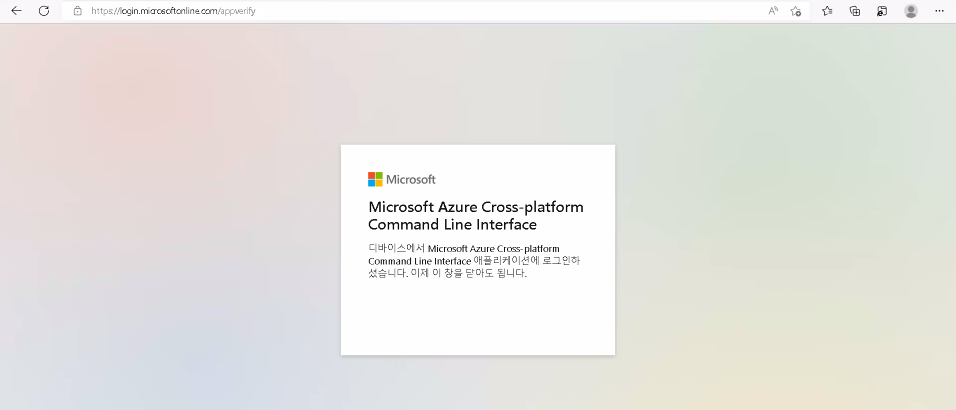 https://login.microsoftonline.com/appverify
Microsoft
Microsoft Azure Cross-platform
Command Line Interface
디바이스에서 Microsoft Azure Cross-platform
Command Line Interface 애플리케이션에 로그인하
셨습니다. 이제 이 창을 닫아도 됩니다.